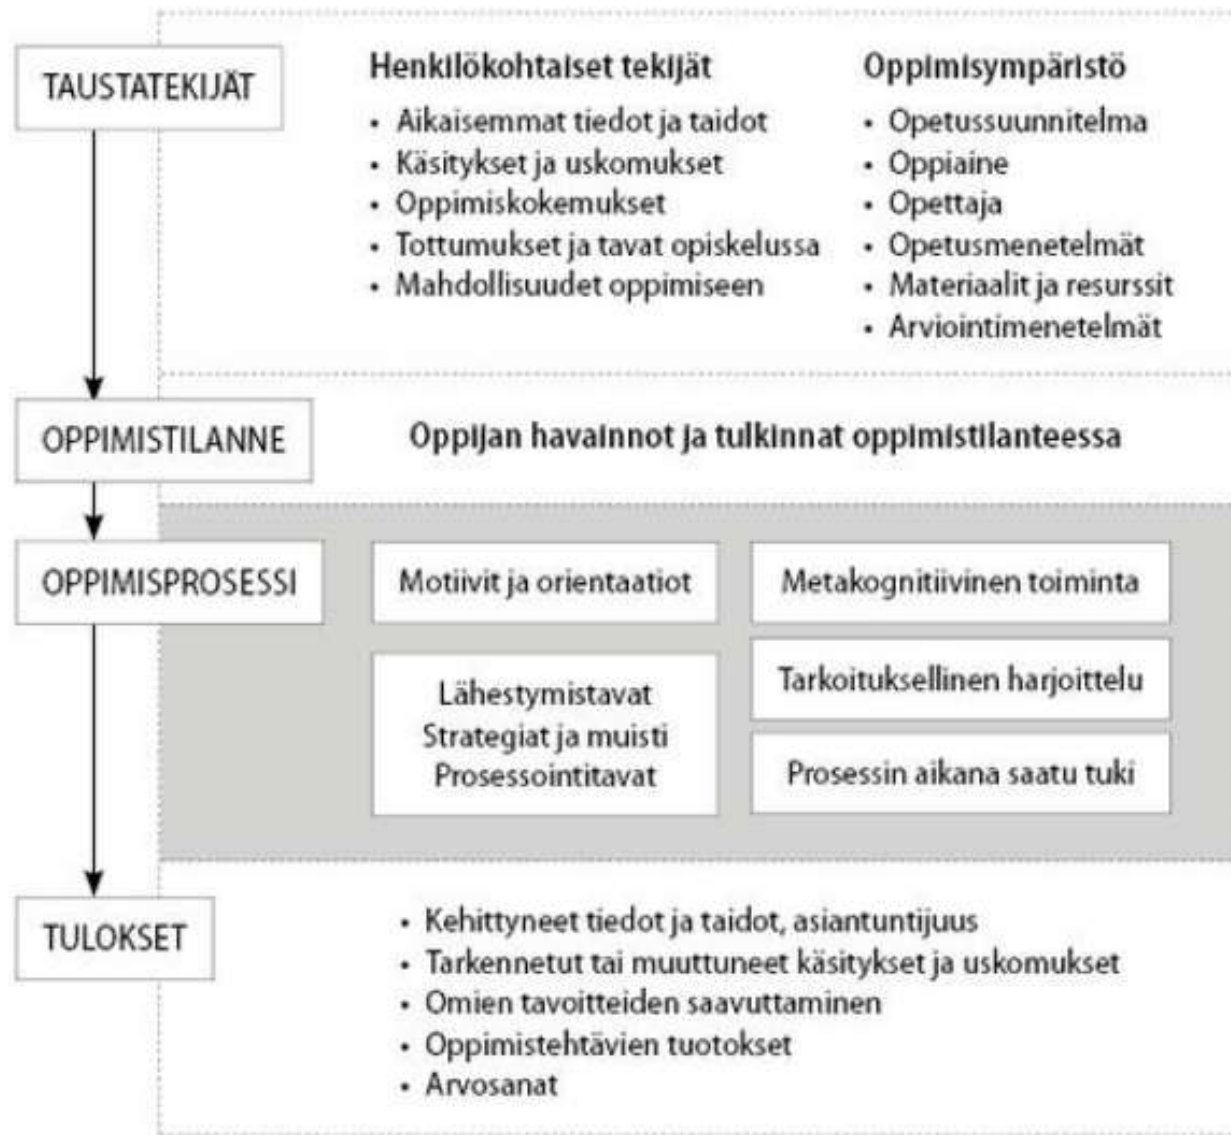 TAUSTATEKIJÄT
Henkilökohtaiset tekijät
• Aikaisemmat tiedot ja taidot
• Käsitykset ja uskomukset
• Oppimiskokemukset
• Tottumukset ja tavat opiskelussa
• Mahdollisuudet oppimiseen
Oppimisympäristö
• Opetussuunnitelma
• Oppiaine
• Opettaja
• Opetusmenetelmät
• Materiaalit ja resurssit
• Arviointimenetelmät
OPPIMISTILANNE
Oppijan havainnot ja tulkinnat oppimistilanteessa
OPPIMISPROSESSI
Motiivit ja orientaatiot
Lähestymistavat
Strategiat ja muisti
Prosessointitavat
Metakognitiivinen toiminta
Tarkoituksellinen harjoittelu
Prosessin aikana saatu tuki
TULOKSET
• Kehittyneet tiedot ja taidot, asiantuntijuus
• Tarkennetut tai muuttuneet käsitykset ja uskomukset
• Omien tavoitteiden saavuttaminen
• Oppimistehtävien tuotokset
• Arvosanat